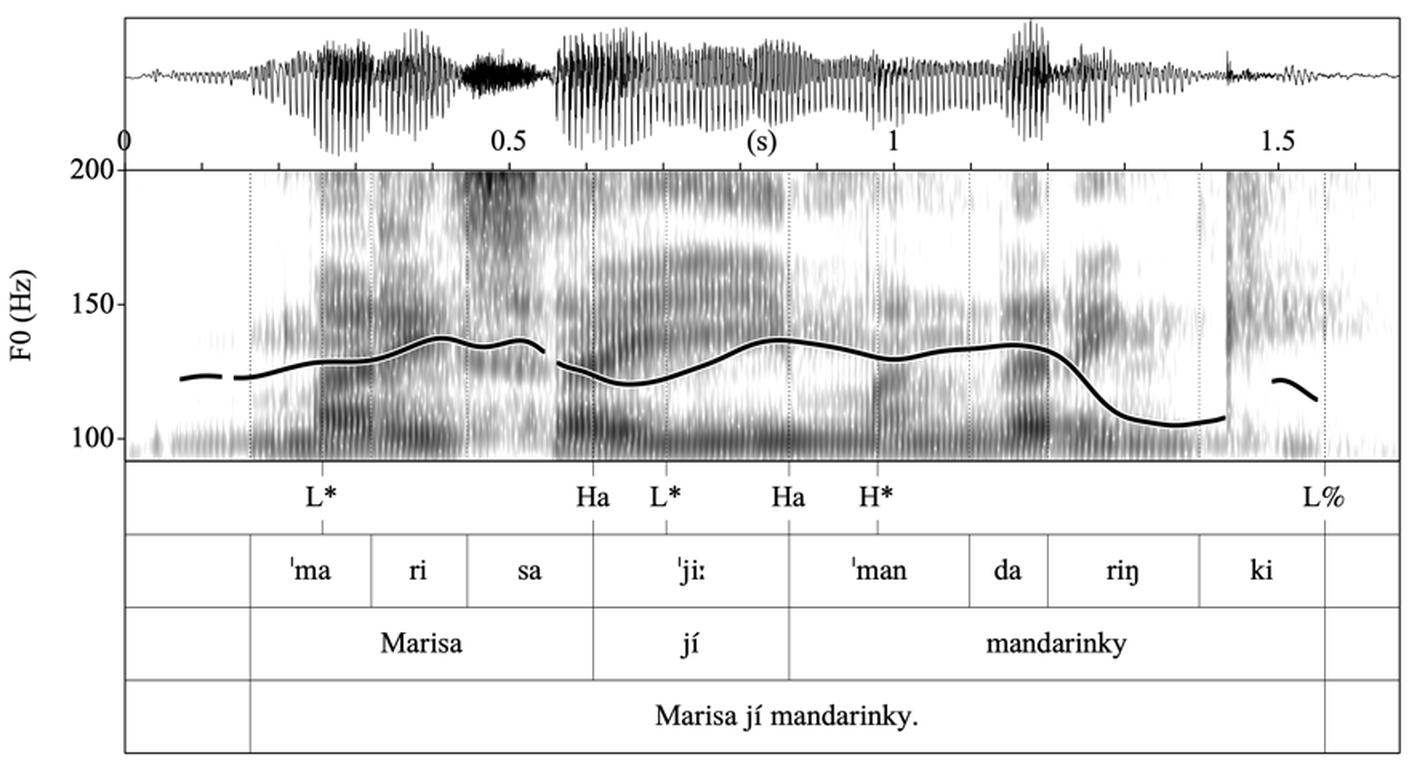 0 0.5 (s) 1 1.5
200
150
100
F0 (Hz)
L* Ha L* Ha H* L%
ˈma ri sa ˈjiː ˈman da riŋ ki
Marisa jí mandarinky
Marisa jí mandarinky.